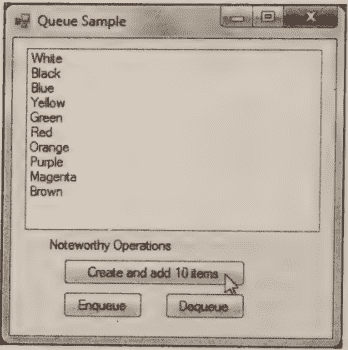 Queue Sample
White
Black
Blue
Yellow
Green
Red
Orange
Purple
Magenta
Brown
Noteworthy Operations
Create and add 10 items
Enqueue Dequeue